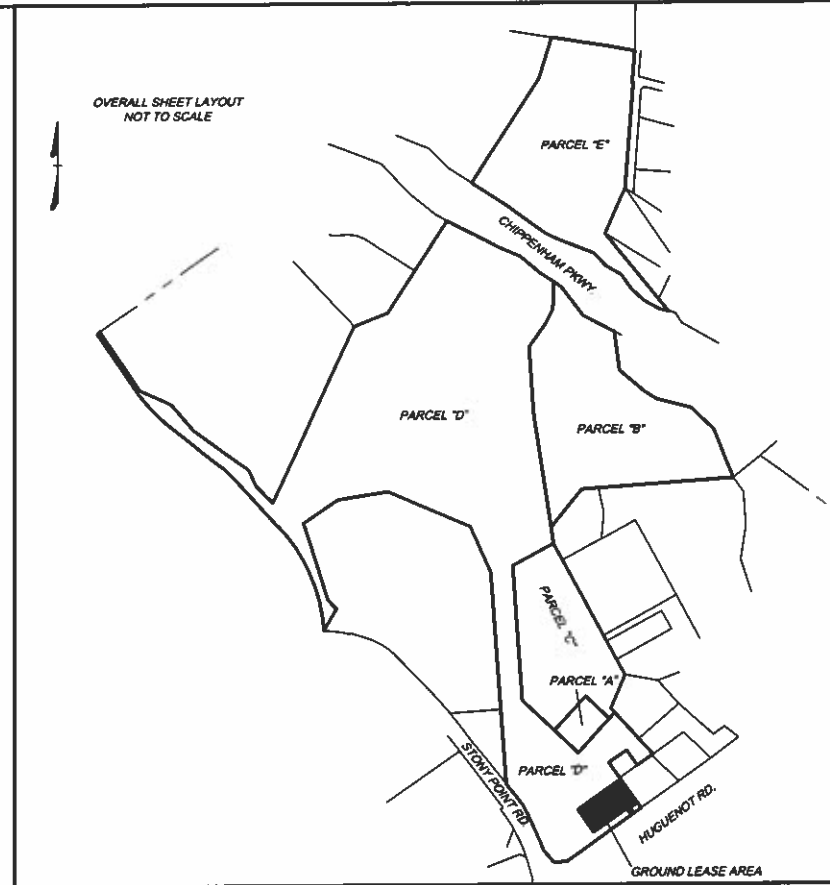 OVERALL SHEET LAYOUT
NOT TO SCALE
PARCEL "E"
CHIPPENHAM PKWY.
PARCEL "D"
PARCEL "B"
PARCEL "C"
PARCEL "A"
PARCEL "D"
STONY POINT RD.
HUGUENOT RD.
GROUND LEASE AREA